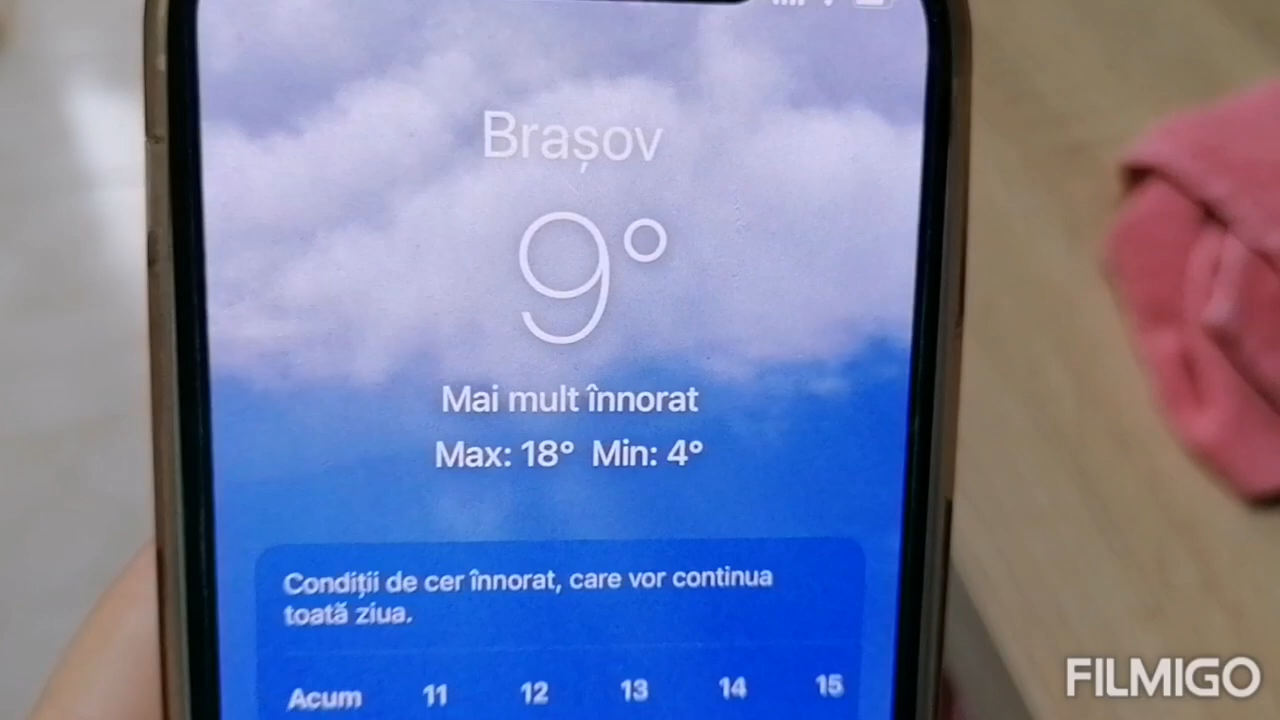 Brașov
9°
Mai mult înnorat
Max: 18° Min: 4°
Condiții de cer înnorat, care vor continua
toată ziua.
Acum 11 12 13 14 15
FILMIGO